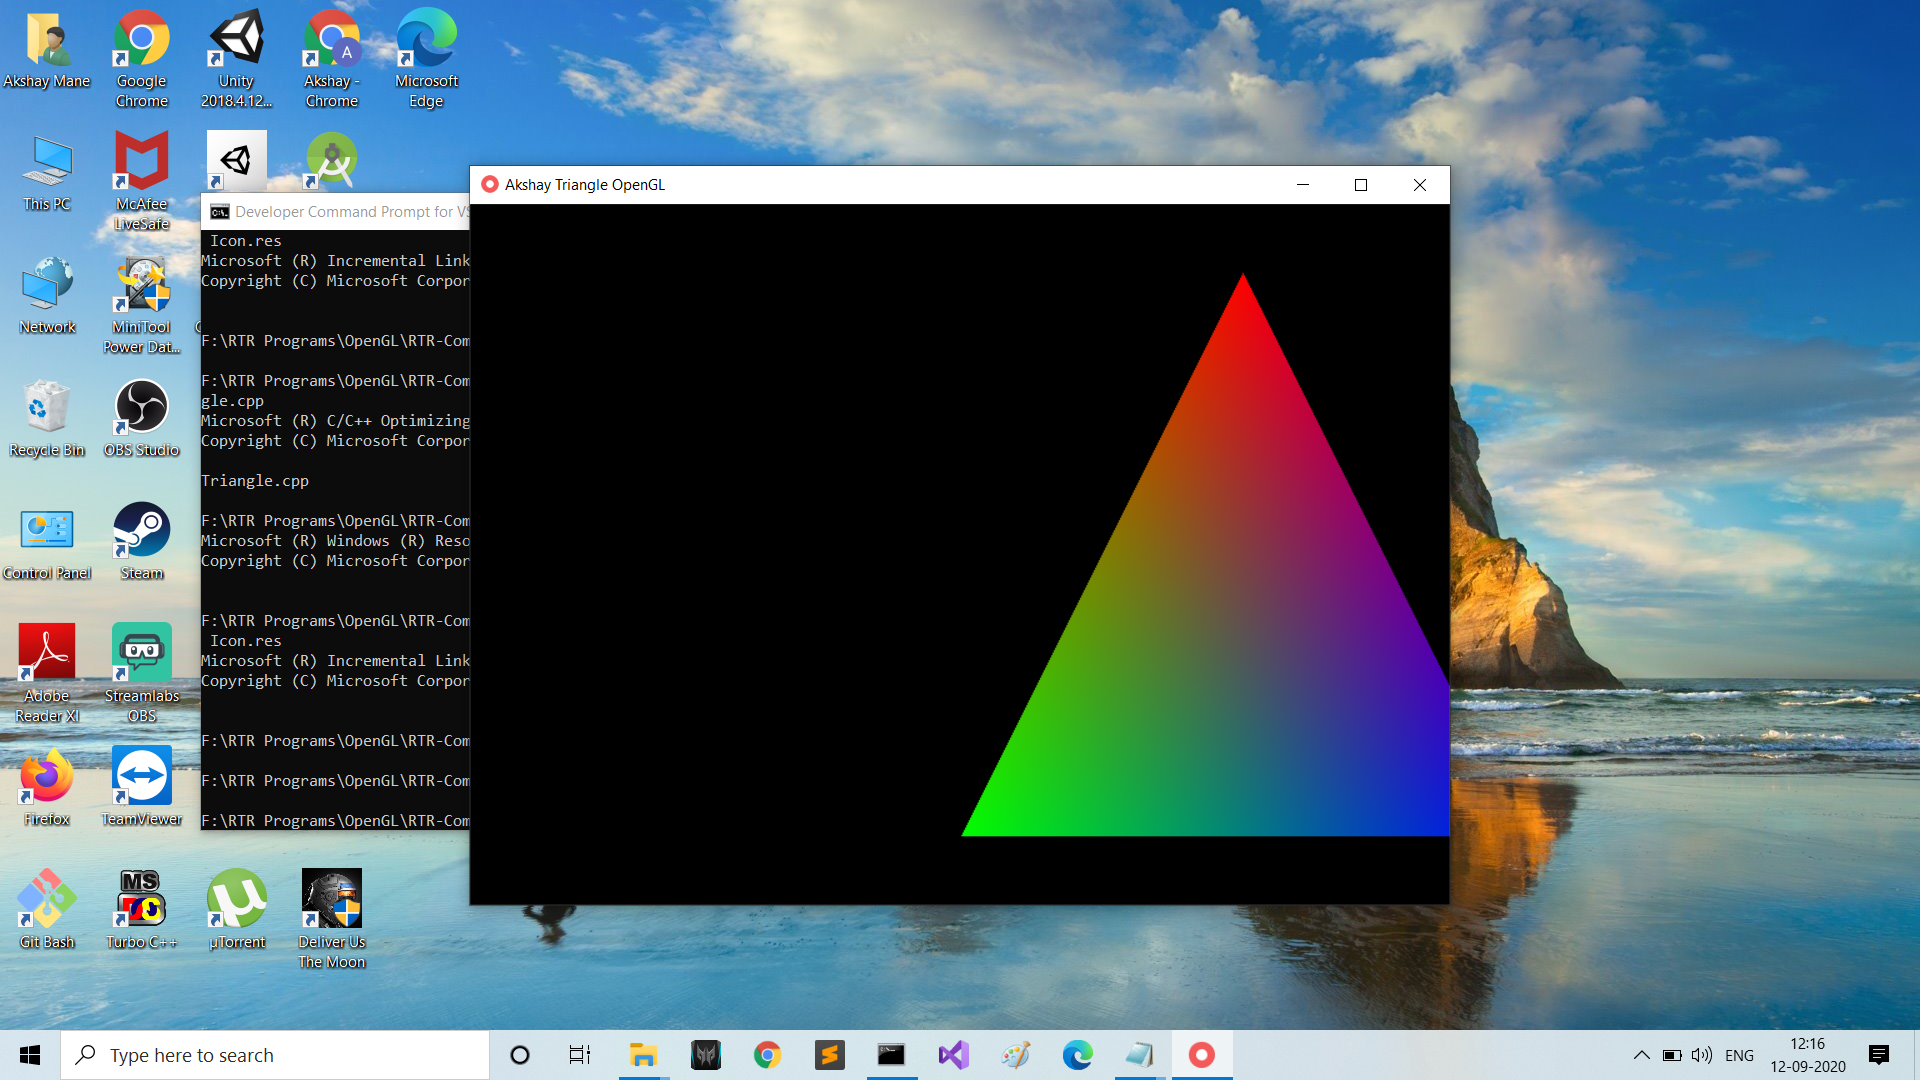 Akshay Mane
Google
Chrome
Unity
2018.4.12...
A
Akshay -
Chrome
Microsoft
Edge
This PC
McAfee
LiveSafe
Network
MiniTool
Power Dat...
Recycle Bin
OBS Studio
Control Panel
Steam
Adobe
Reader XI
Streamlabs
OBS
Firefox
TeamViewer
Git Bash
MS
Turbo C++
µTorrent
Deliver Us
The Moon
C:\.
Developer Command Prompt for VS
Icon.res
Microsoft (R) Incremental Link
Copyright (C) Microsoft Corpor
F:\RTR Programs\OpenGL\RTR-Com
F:\RTR Programs\OpenGL\RTR-Com
gle.cpp
Microsoft (R) C/C++ Optimizing
Copyright (C) Microsoft Corpor
Triangle.cpp
F:\RTR Programs\OpenGL\RTR-Com
Microsoft (R) Windows (R) Reso
Copyright (C) Microsoft Corpor
F:\RTR Programs\OpenGL\RTR-Com
Icon.res
Microsoft (R) Incremental Link
Copyright (C) Microsoft Corpor
F:\RTR Programs\OpenGL\RTR-Com
F:\RTR Programs\OpenGL\RTR-Com
F:\RTR Programs\OpenGL\RTR-Com
Akshay Triangle OpenGL
Type here to search
ENG
12:16
12-09-2020